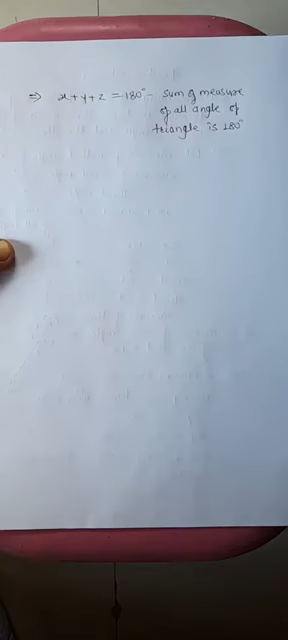 ⇒ x+y+z = 180° - sum of measure
of all angle of
triangle is 180°